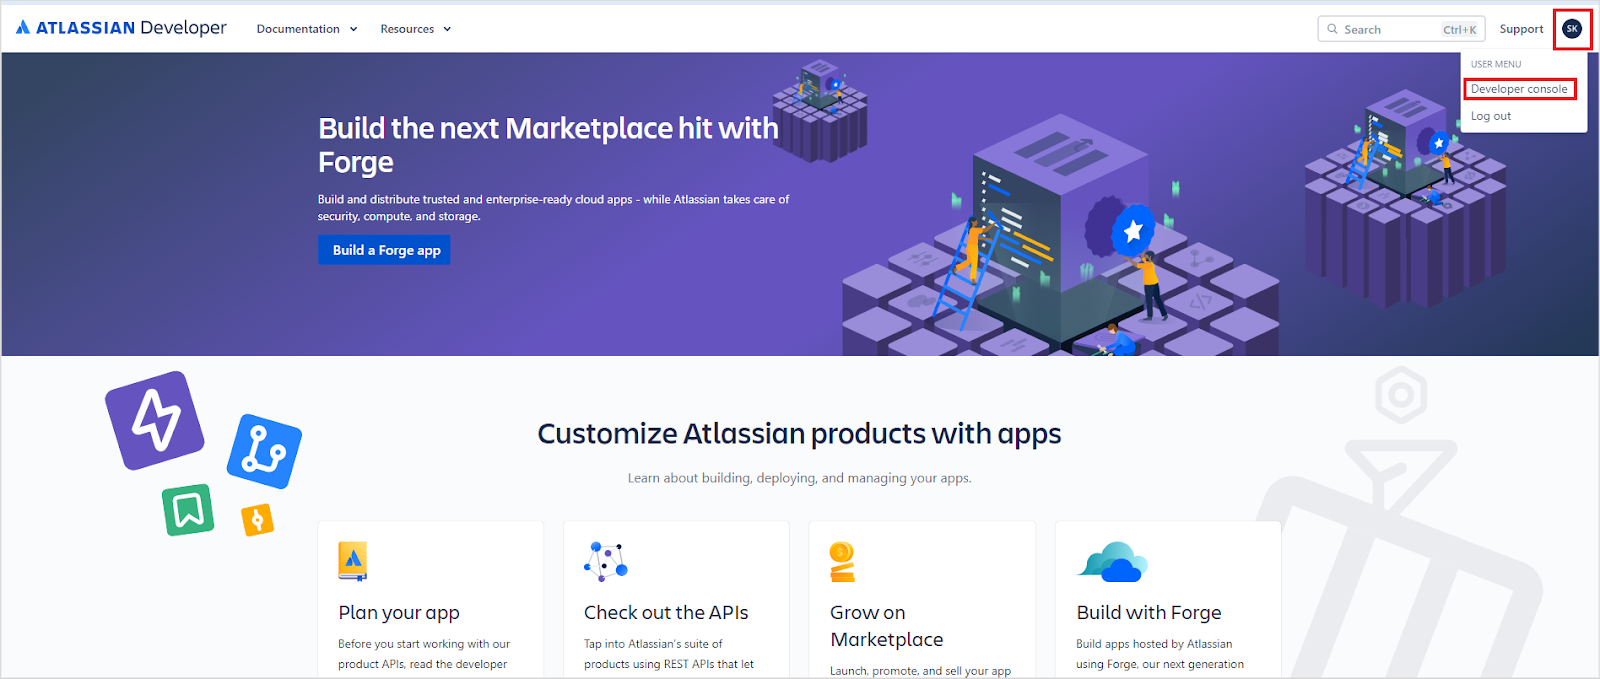 ATLASSIAN Developer
Documentation
Resources
Search
Ctrl+K
Support
SK
USER MENU
Developer console
Log out
Build the next Marketplace hit with
Forge
Build and distribute trusted and enterprise-ready cloud apps - while Atlassian takes care of
security, compute, and storage.
Build a Forge app
Customize Atlassian products with apps
Learn about building, deploying, and managing your apps.
Plan your app
Before you start working with our
product APIs, read the developer
Check out the APIs
Tap into Atlassian's suite of
products using REST APIs that let
Grow on
Marketplace
Launch, promote, and sell your app
Build with Forge
Build apps hosted by Atlassian
using Forge, our next generation